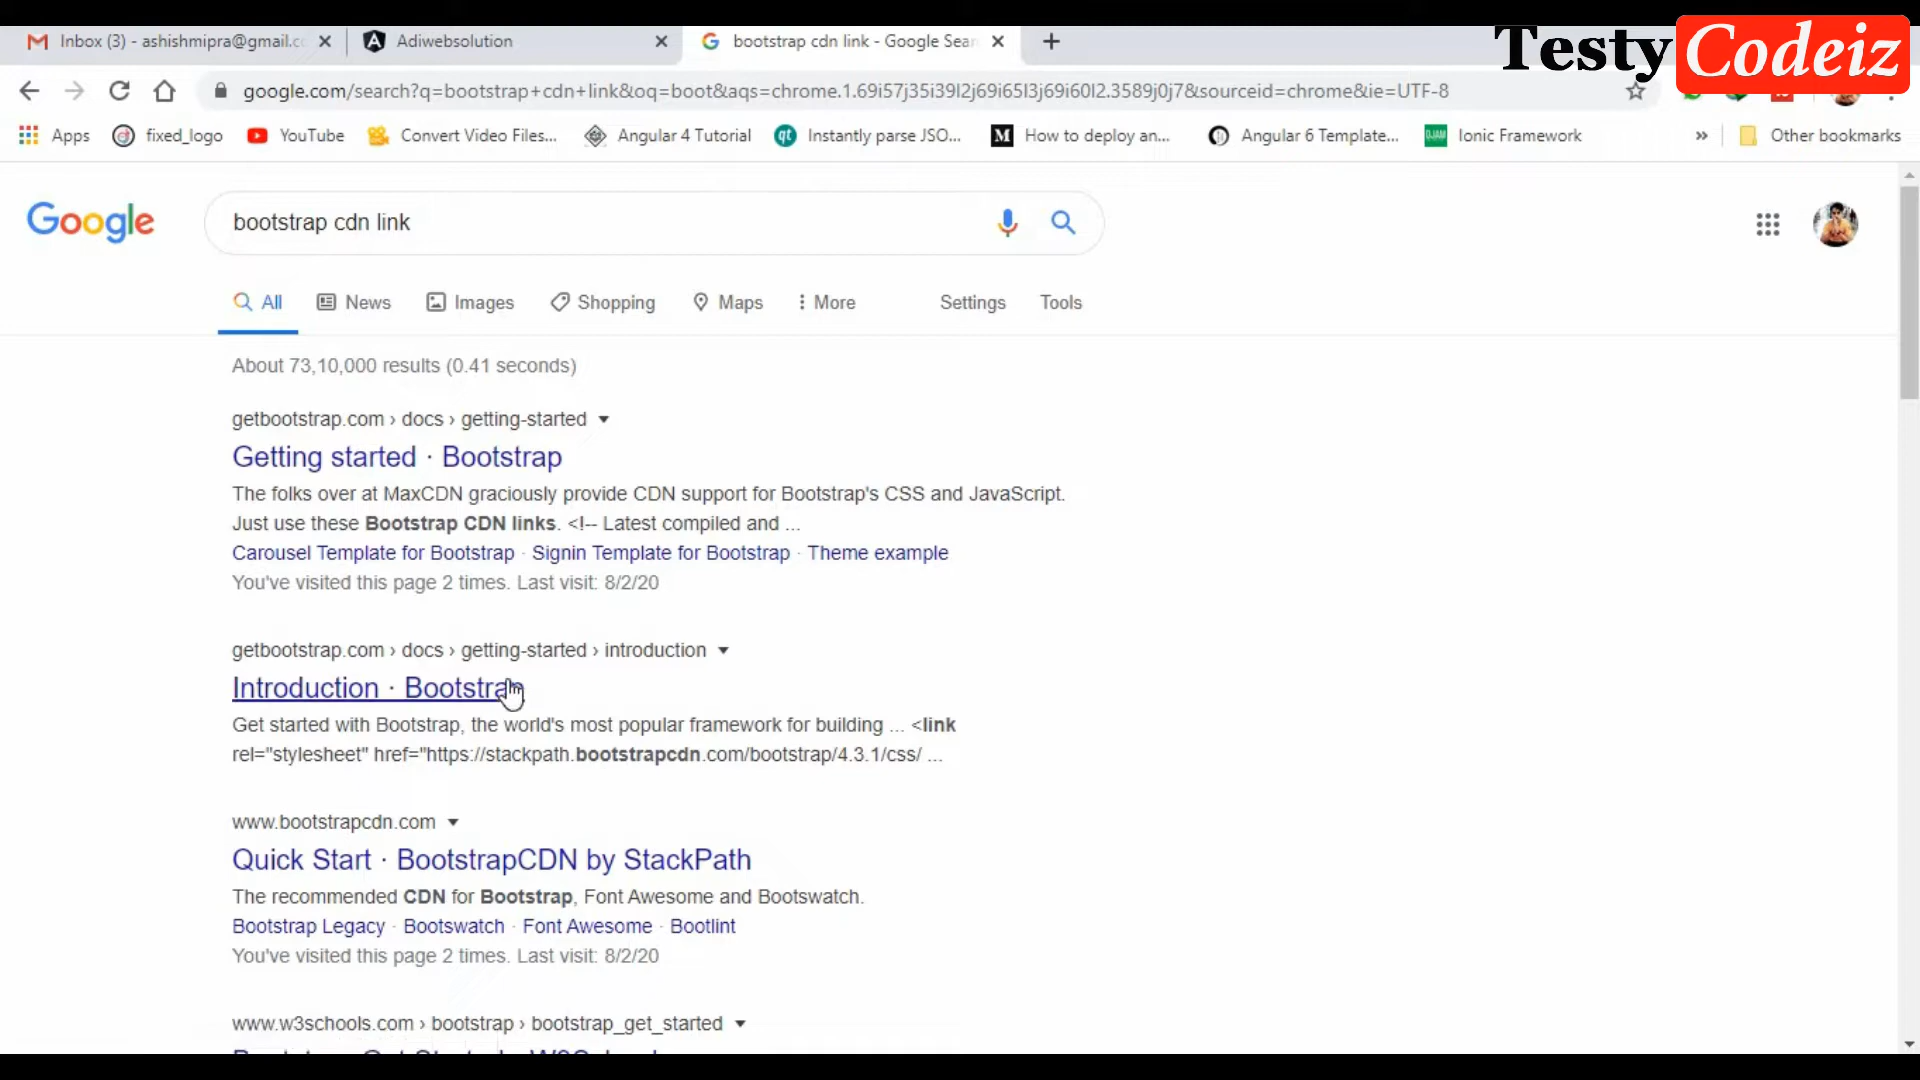 Testy Codeiz
Inbox (3) - ashishmipra@gmail.c
Adiwebsolution
bootstrap cdn link - Google Sea
google.com/search?q=bootstrap+cdn+link&oq=boot&aqs=chrome.1.69i57j35i39l2j69i65l3j69i60l2.3589j0j7&sourceid=chrome&ie=UTF-8
Apps
fixed_logo
YouTube
Convert Video Files...
Angular 4 Tutorial
Instantly parse JSO...
How to deploy an...
Angular 6 Template...
Ionic Framework
»
Other bookmarks
Google
bootstrap cdn link
All
News
Images
Shopping
Maps
More
Settings
Tools
About 73,10,000 results (0.41 seconds)
getbootstrap.com › docs › getting-started
Getting started · Bootstrap
The folks over at MaxCDN graciously provide CDN support for Bootstrap's CSS and JavaScript.
Just use these Bootstrap CDN links. <!-- Latest compiled and ...
Carousel Template for Bootstrap · Signin Template for Bootstrap · Theme example
You've visited this page 2 times. Last visit: 8/2/20
getbootstrap.com › docs › getting-started › introduction
Introduction · Bootstrap
Get started with Bootstrap, the world's most popular framework for building ... <link
rel="stylesheet" href="https://stackpath.bootstrapcdn.com/bootstrap/4.3.1/css/ ...
www.bootstrapcdn.com
Quick Start · BootstrapCDN by StackPath
The recommended CDN for Bootstrap, Font Awesome and Bootswatch.
Bootstrap Legacy · Bootswatch · Font Awesome · Bootlint
You've visited this page 2 times. Last visit: 8/2/20
www.w3schools.com › bootstrap › bootstrap_get_started